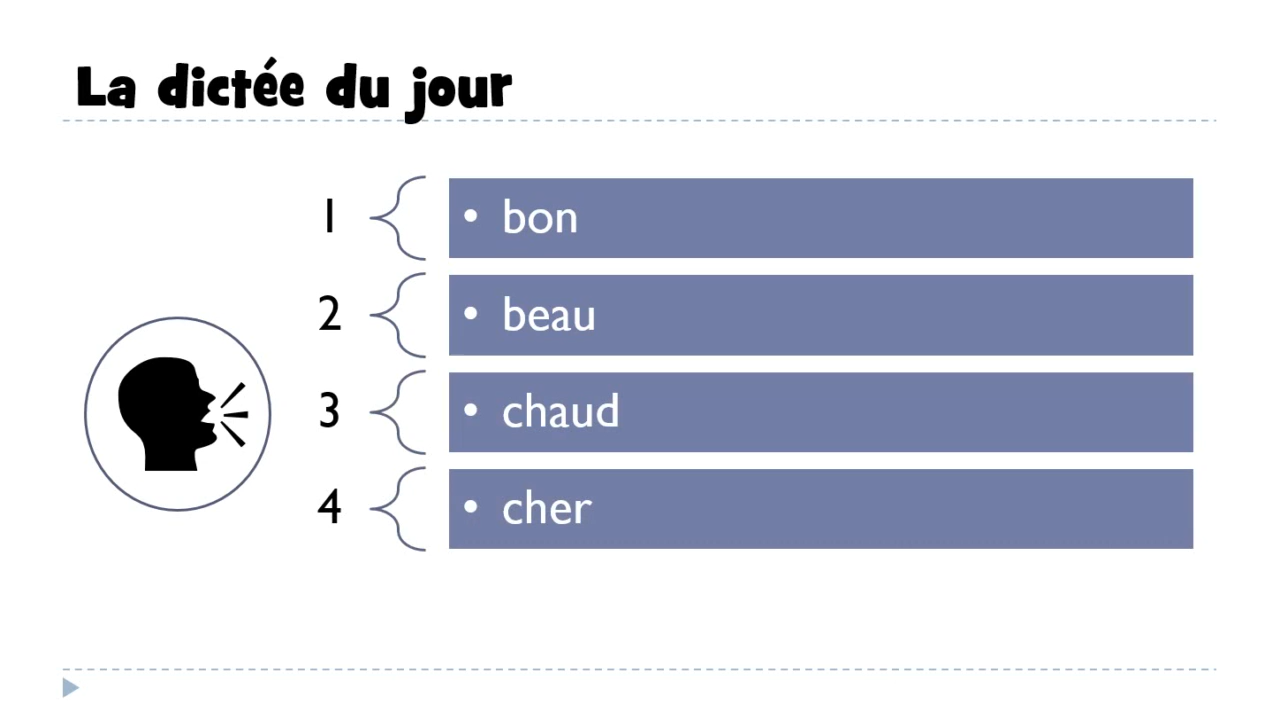 La dictée du jour
1 • bon
2 • beau
3 • chaud
4 • cher